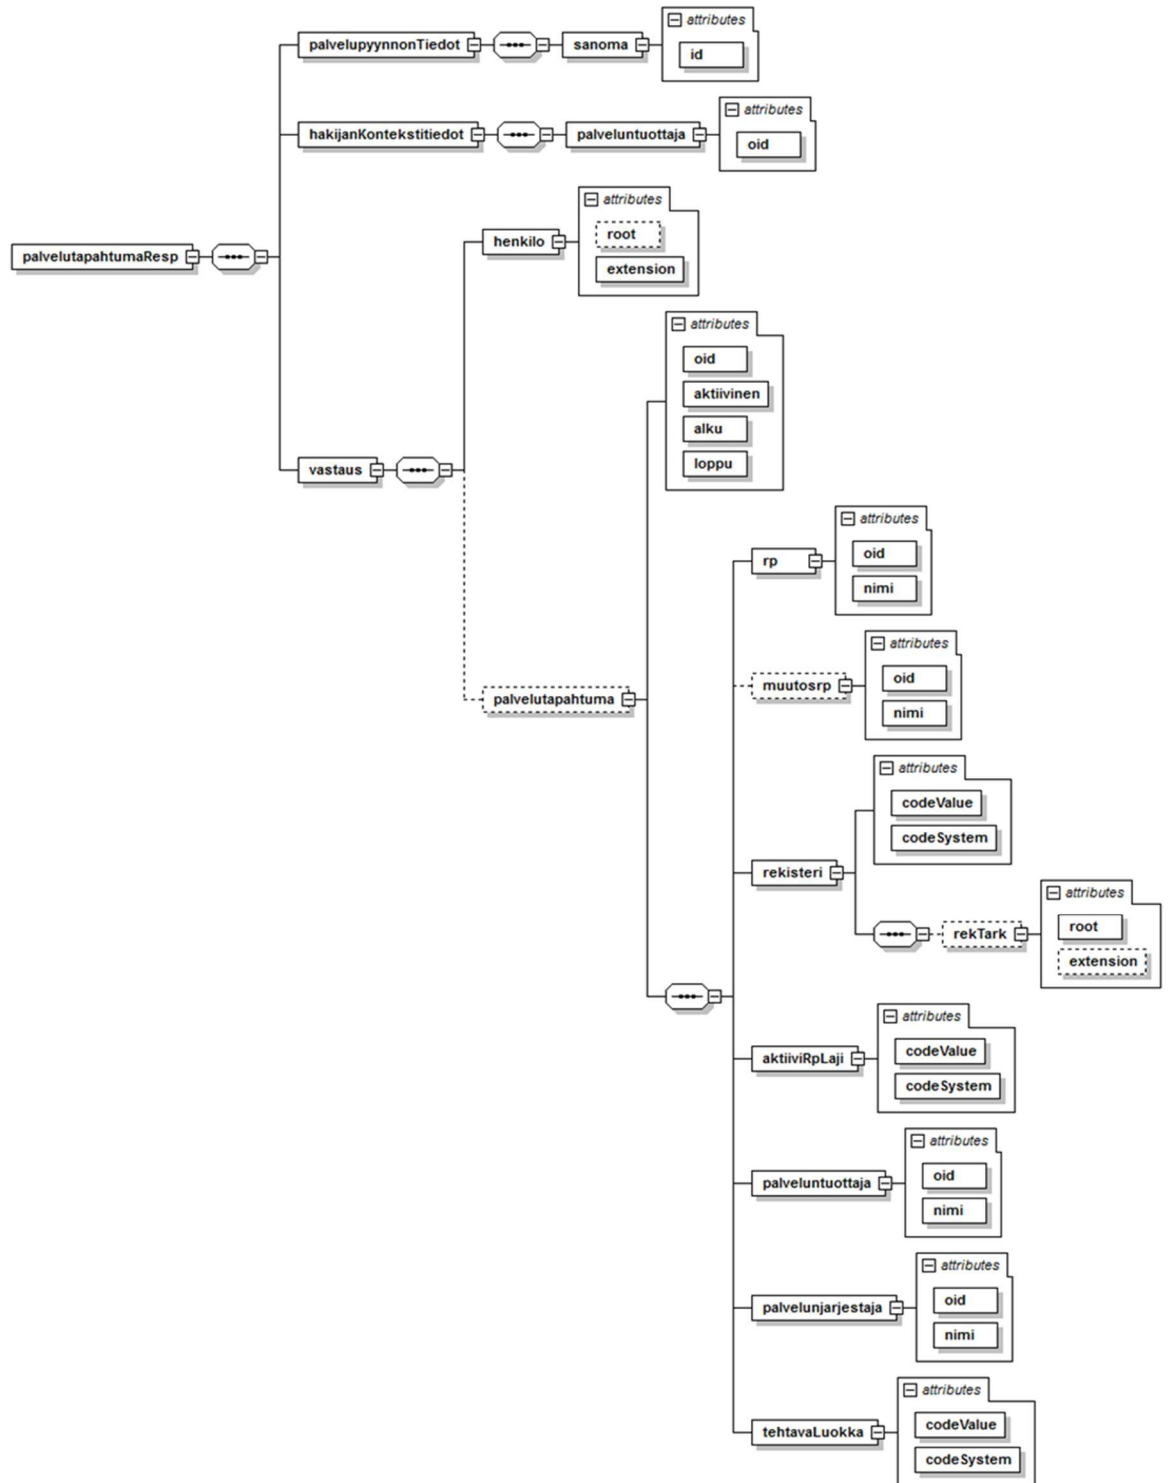 attributes
palvelupyynnonTiedot
sanoma
id
attributes
hakijanKontekstitiedot
palveluntuottaja
oid
attributes
henkilo
root
extension
palvelutapahtumaResp
attributes
oid
aktiivinen
alku
loppu
vastaus
attributes
rp
oid
nimi
attributes
muutosrp
oid
nimi
palvelutapahtuma
attributes
codeValue
codeSystem
rekisteri
attributes
rekTark
root
extension
attributes
aktiiviRpLaji
codeValue
codeSystem
attributes
palveluntuottaja
oid
nimi
attributes
palvelunjarjestaja
oid
nimi
attributes
tehtavaLuokka
codeValue
codeSystem